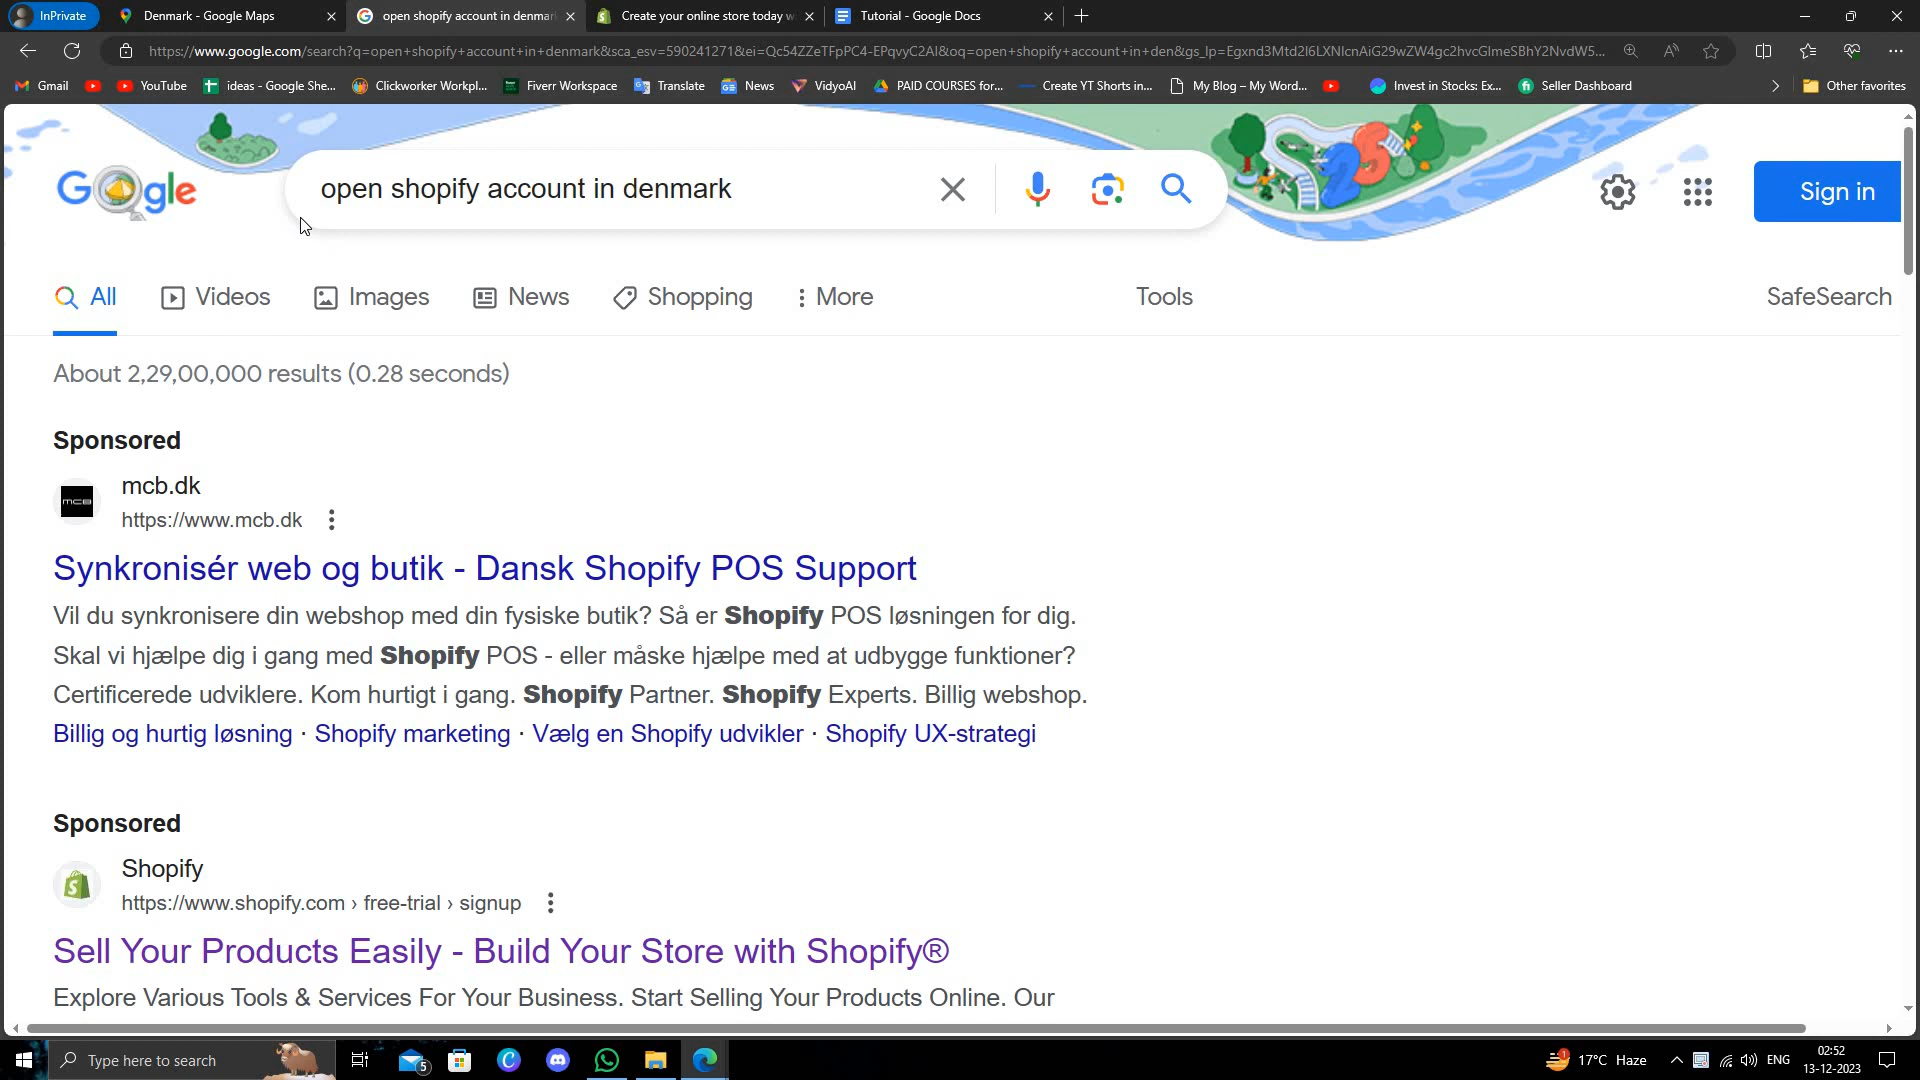 InPrivate
Denmark - Google Maps
open shopify account in denmar
Create your online store today w
Tutorial - Google Docs
https://www.google.com/search?q=open+shopify+account+in+denmark&sca_esv=590241271&ei=Qc54ZZeTFpPC4-EPqvyC2AI&oq=open+shopify+account+in+den&gs_lp=Egxnd3Mtd2l6LXNlcnAiG29wZW4gc2hvcGlmeSBhY2NvdW5...
Gmail
YouTube
ideas - Google She...
Clickworker Workpl...
Fiverr Workspace
Translate
News
VidyoAI
PAID COURSES for...
Create YT Shorts in...
My Blog – My Word...
Invest in Stocks: Ex...
Seller Dashboard
Other favorites
Google
open shopify account in denmark
25
Sign in
All
Videos
Images
News
Shopping
More
Tools
SafeSearch
About 2,29,00,000 results (0.28 seconds)
Sponsored
mcb
mcb.dk
https://www.mcb.dk
Synkronisér web og butik - Dansk Shopify POS Support
Vil du synkronisere din webshop med din fysiske butik? Så er Shopify POS løsningen for dig.
Skal vi hjælpe dig i gang med Shopify POS - eller måske hjælpe med at udbygge funktioner?
Certificerede udviklere. Kom hurtigt i gang. Shopify Partner. Shopify Experts. Billig webshop.
Billig og hurtig løsning · Shopify marketing · Vælg en Shopify udvikler · Shopify UX-strategi
Sponsored
Shopify
https://www.shopify.com › free-trial › signup
Sell Your Products Easily - Build Your Store with Shopify®
Explore Various Tools & Services For Your Business. Start Selling Your Products Online. Our
Type here to search
5
1
17°C Haze
ENG
02:52
13-12-2023